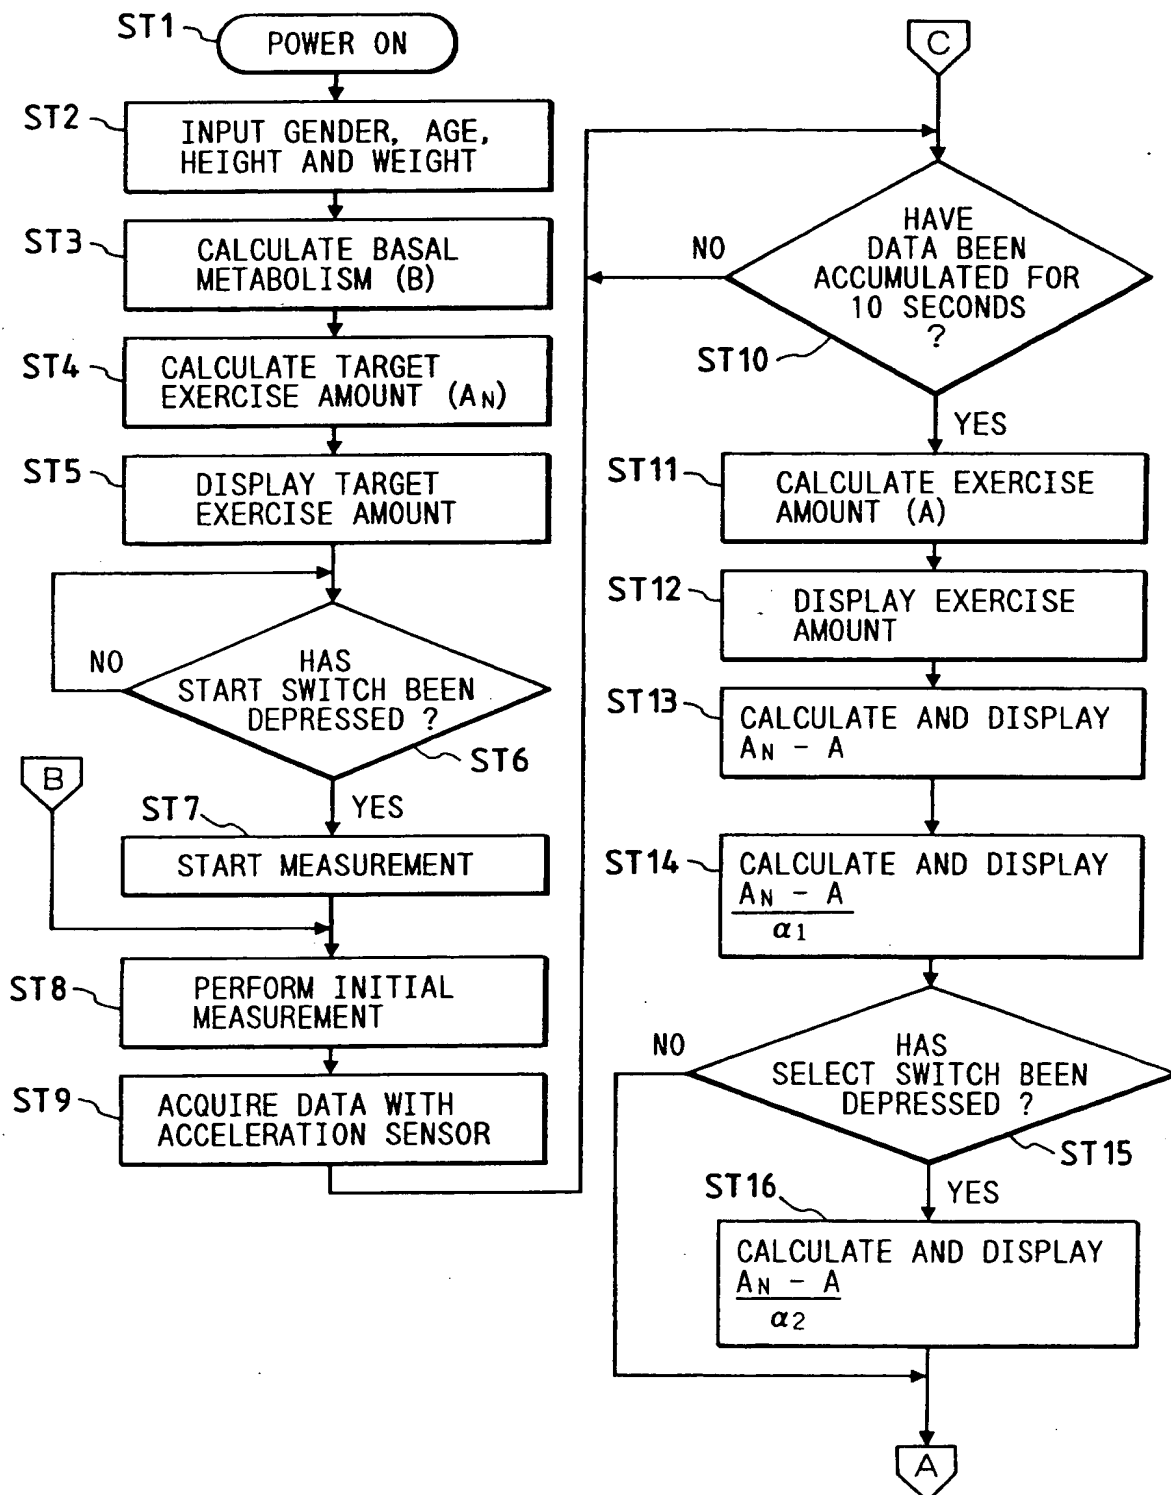 ST1
POWER ON
ST2
INPUT GENDER, AGE,
HEIGHT AND WEIGHT
ST3
CALCULATE BASAL
METABOLISM (B)
ST4
CALCULATE TARGET
EXERCISE AMOUNT (AN)
ST5
DISPLAY TARGET
EXERCISE AMOUNT
NO
HAS
START SWITCH BEEN
DEPRESSED ?
ST6
B
YES
ST7
START MEASUREMENT
ST8
PERFORM INITIAL
MEASUREMENT
ST9
ACQUIRE DATA WITH
ACCELERATION SENSOR
C
NO
HAVE
DATA BEEN
ACCUMULATED FOR
10 SECONDS
?
ST10
YES
ST11
CALCULATE EXERCISE
AMOUNT (A)
ST12
DISPLAY EXERCISE
AMOUNT
ST13
CALCULATE AND DISPLAY
AN - A
ST14
CALCULATE AND DISPLAY
AN - A
α1
NO
HAS
SELECT SWITCH BEEN
DEPRESSED ?
ST15
YES
ST16
CALCULATE AND DISPLAY
AN - A
α2
A